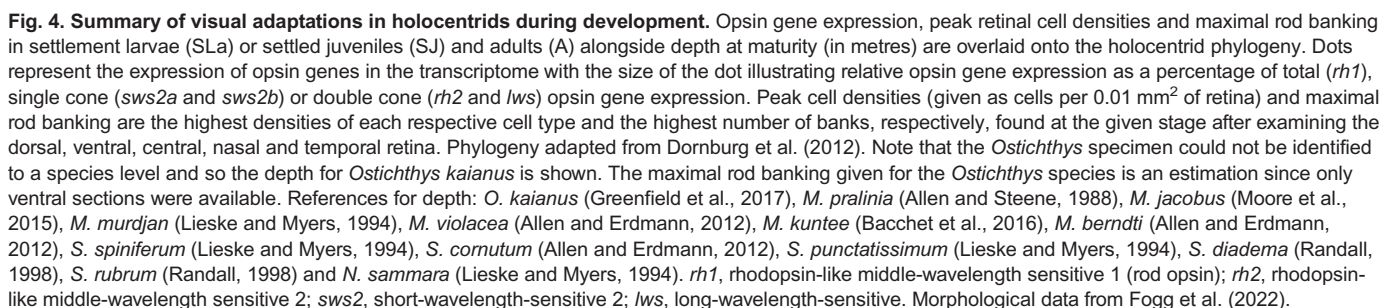 Fig. 4. Summary of visual adaptations in holocentrids during development. Opsin gene expression, peak retinal cell densities and maximal rod banking
in settlement larvae (SLa) or settled juveniles (SJ) and adults (A) alongside depth at maturity (in metres) are overlaid onto the holocentrid phylogeny. Dots
represent the expression of opsin genes in the transcriptome with the size of the dot illustrating relative opsin gene expression as a percentage of total (rh1),
single cone (sws2a and sws2b) or double cone (rh2 and lws) opsin gene expression. Peak cell densities (given as cells per 0.01 mm² of retina) and maximal
rod banking are the highest densities of each respective cell type and the highest number of banks, respectively, found at the given stage after examining the
dorsal, ventral, central, nasal and temporal retina. Phylogeny adapted from Dornburg et al. (2012). Note that the Ostichthys specimen could not be identified
to a species level and so the depth for Ostichthys kaianus is shown. The maximal rod banking given for the Ostichthys species is an estimation since only
ventral sections were available. References for depth: O. kaianus (Greenfield et al., 2017), M. pralinia (Allen and Steene, 1988), M. jacobus (Moore et al.,
2015), M. murdjan (Lieske and Myers, 1994), M. violacea (Allen and Erdmann, 2012), M. kuntee (Bacchet et al., 2016), M. berndti (Allen and Erdmann,
2012), S. spiniferum (Lieske and Myers, 1994), S. cornutum (Allen and Erdmann, 2012), S. punctatissimum (Lieske and Myers, 1994), S. diadema (Randall,
1998), S. rubrum (Randall, 1998) and N. sammara (Lieske and Myers, 1994). rh1, rhodopsin-like middle-wavelength sensitive 1 (rod opsin); rh2, rhodopsin-
like middle-wavelength sensitive 2; sws2, short-wavelength-sensitive 2; lws, long-wavelength-sensitive. Morphological data from Fogg et al. (2022).